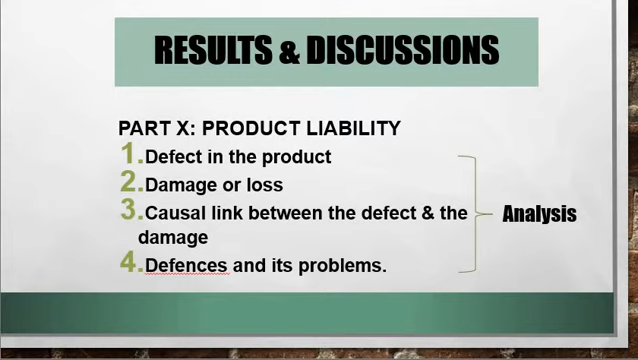 RESULTS & DISCUSSIONS
PART X: PRODUCT LIABILITY
1.Defect in the product
2.Damage or loss
3.Causal link between the defect & the
damage
4.Defences and its problems.
Analysis